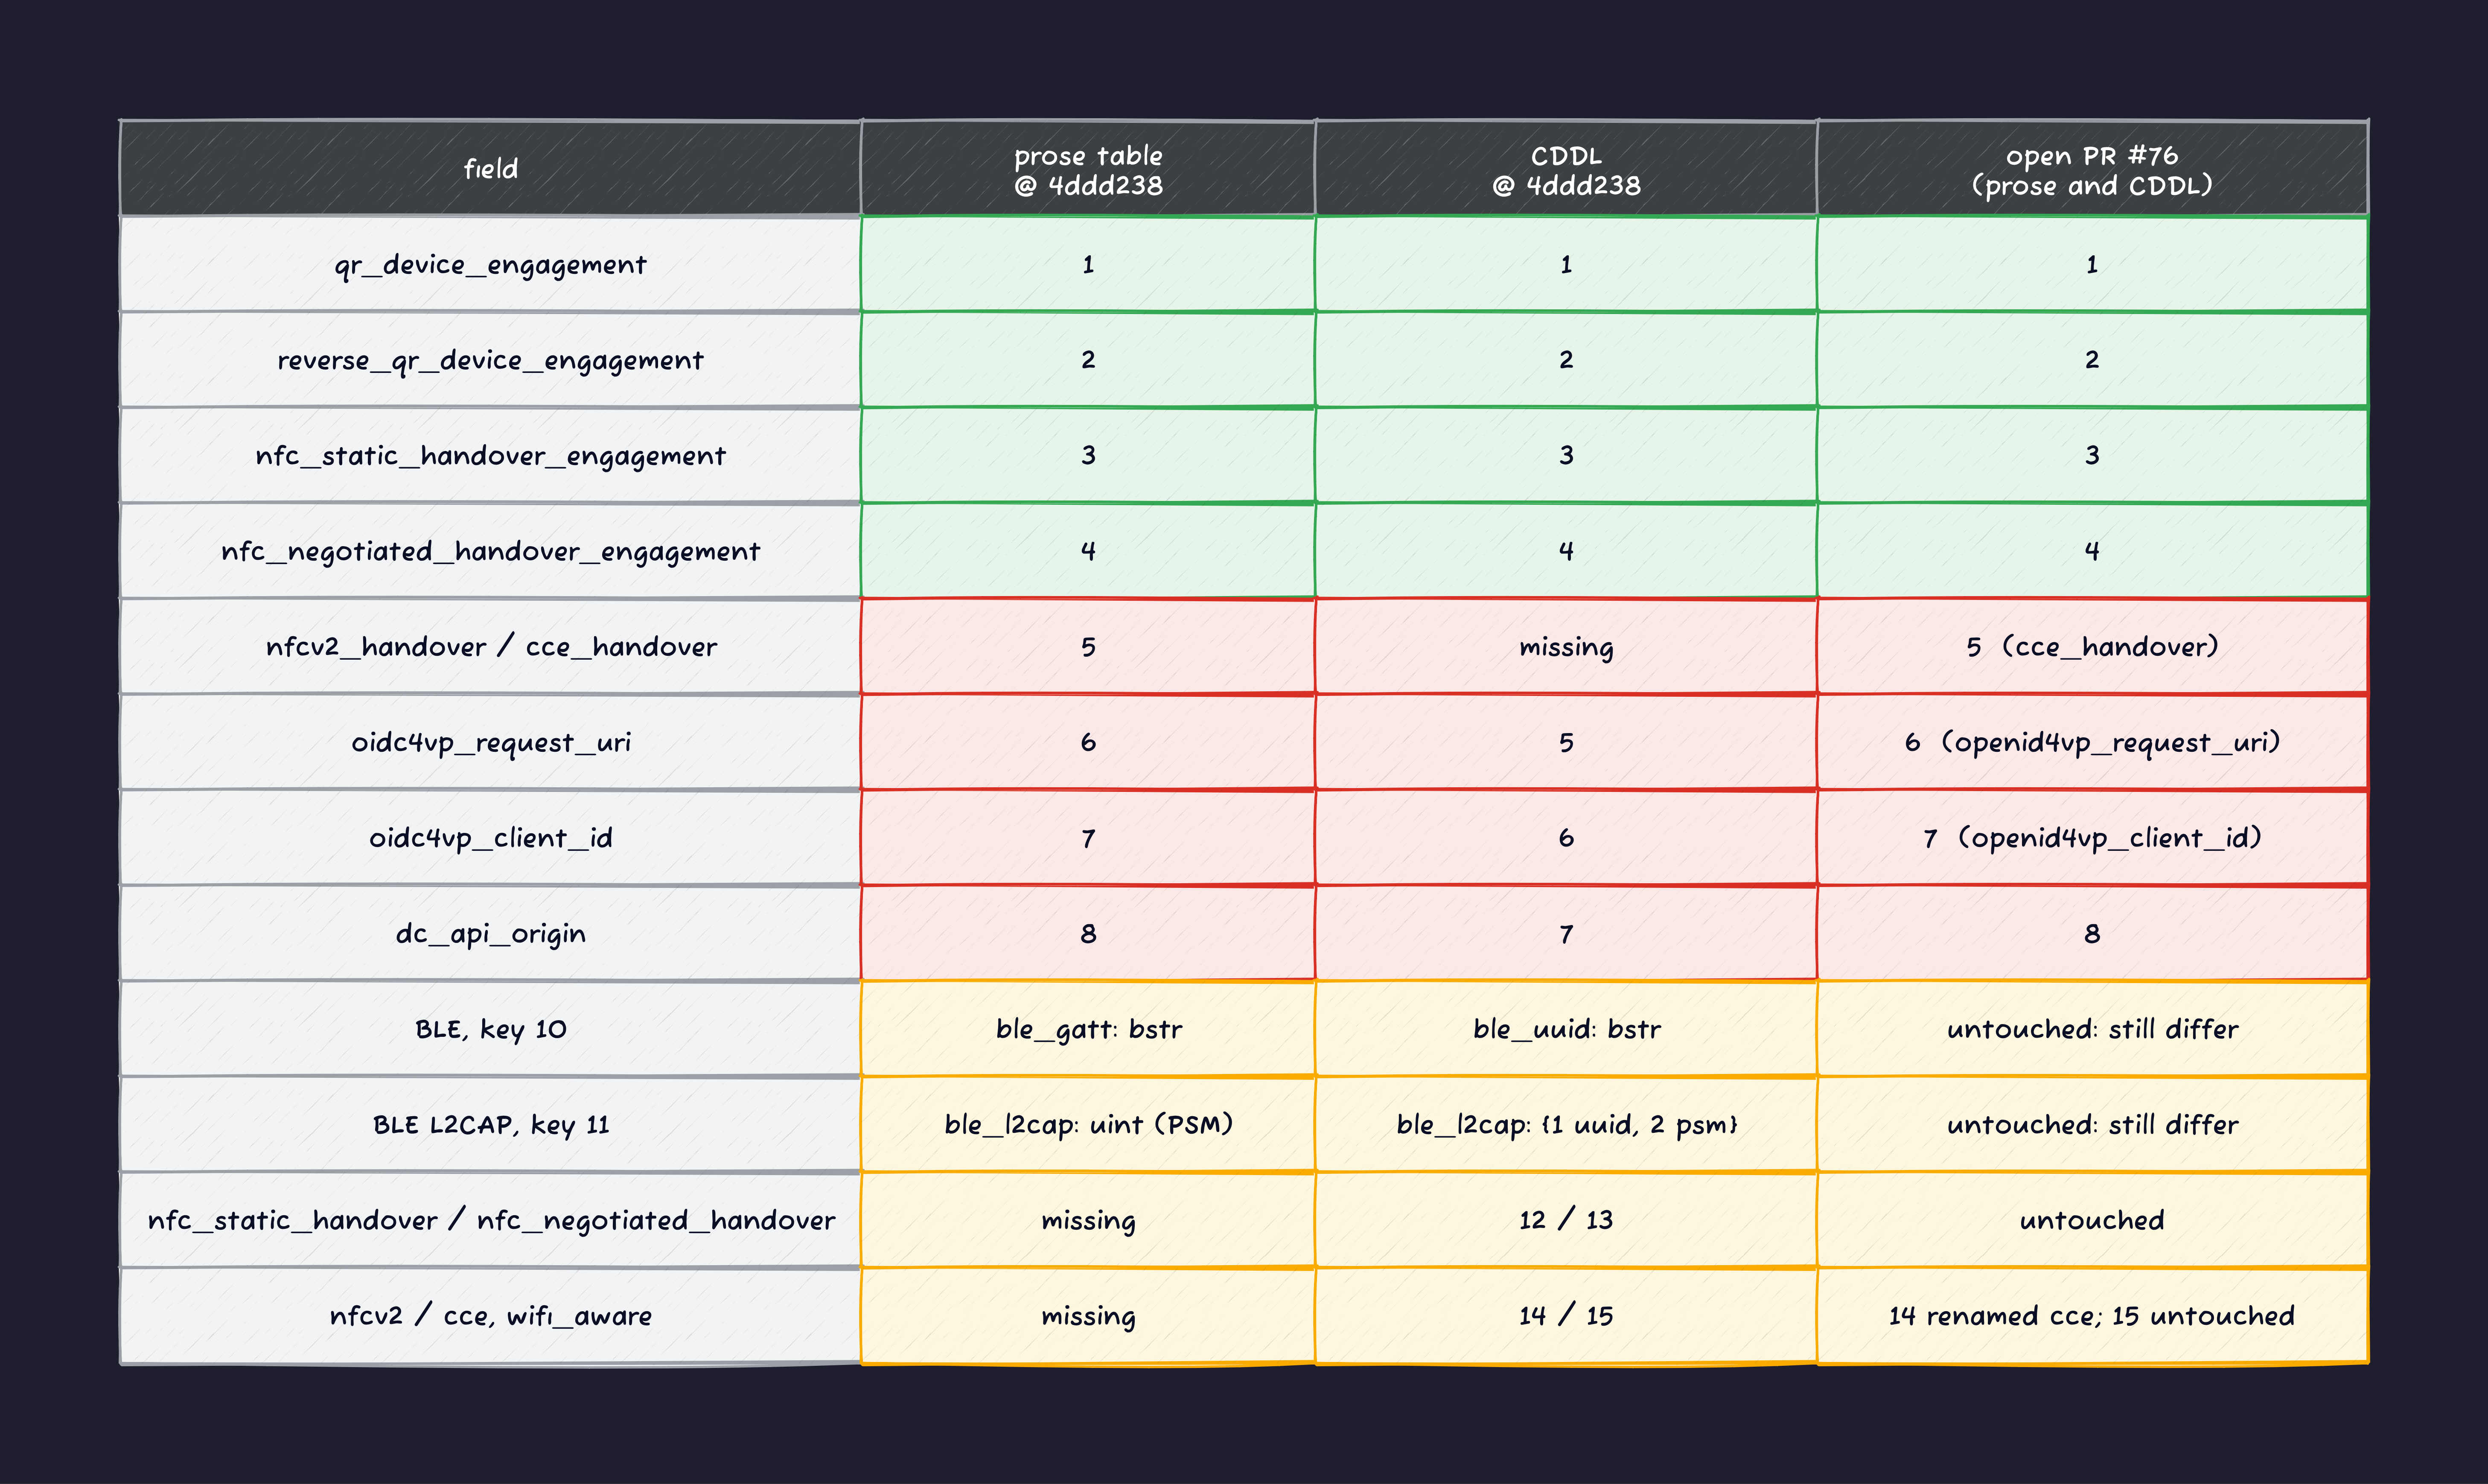 field
prose table
@ 4ddd238
CDDL
@ 4ddd238
open PR #76
(prose and CDDL)
qr_device_engagement
1
1
1
reverse_qr_device_engagement
2
2
2
nfc_static_handover_engagement
3
3
3
nfc_negotiated_handover_engagement
4
4
4
nfcv2_handover / cce_handover
5
missing
5 (cce_handover)
oidc4vp_request_uri
6
5
6 (openid4vp_request_uri)
oidc4vp_client_id
7
6
7 (openid4vp_client_id)
dc_api_origin
8
7
8
BLE, key 10
ble_gatt: bstr
ble_uuid: bstr
untouched: still differ
BLE L2CAP, key 11
ble_l2cap: uint (PSM)
ble_l2cap: {1 uuid, 2 psm}
untouched: still differ
nfc_static_handover / nfc_negotiated_handover
missing
12 / 13
untouched
nfcv2 / cce, wifi_aware
missing
14 / 15
14 renamed cce; 15 untouched